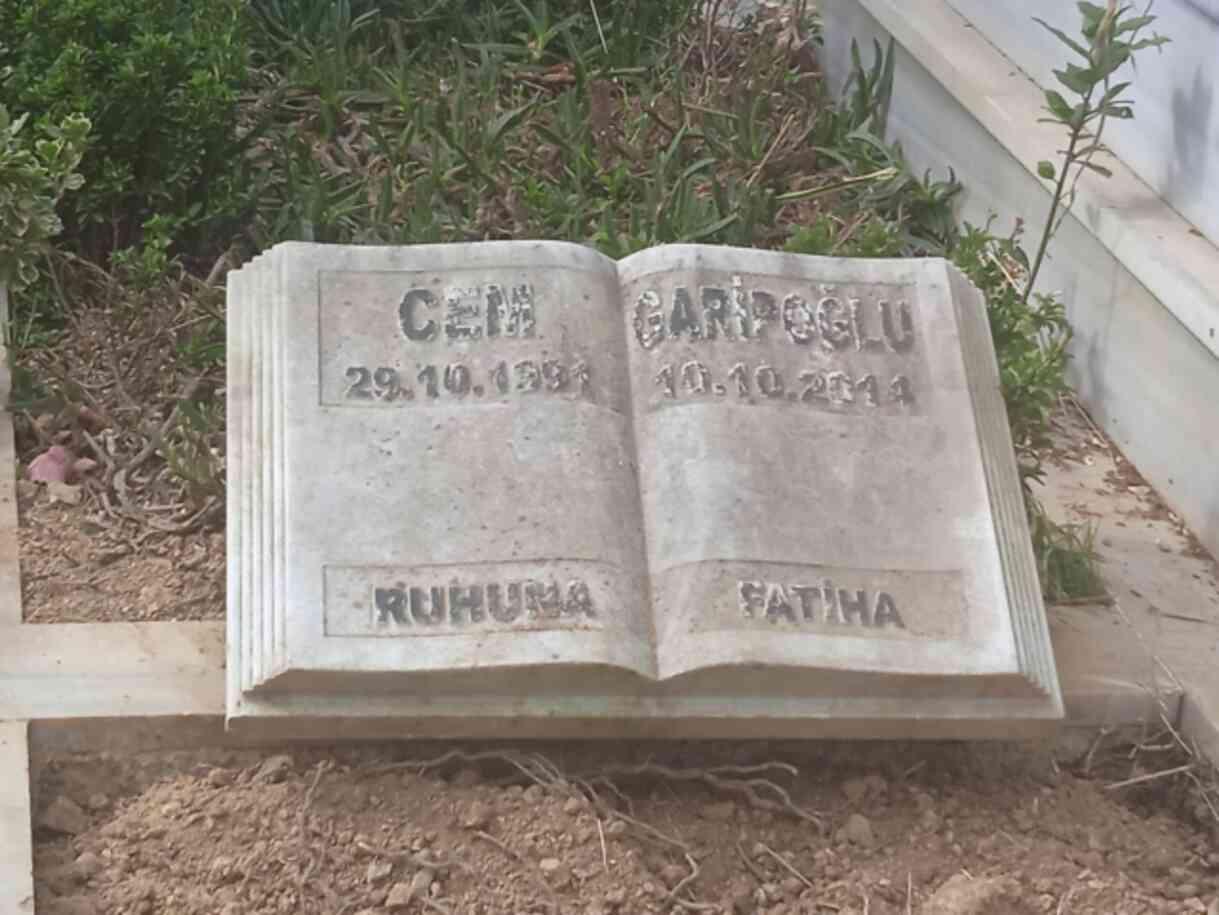 CEM GARİPOĞLU
29.10.1991 10.10.2014
RUHUNA FATİHA